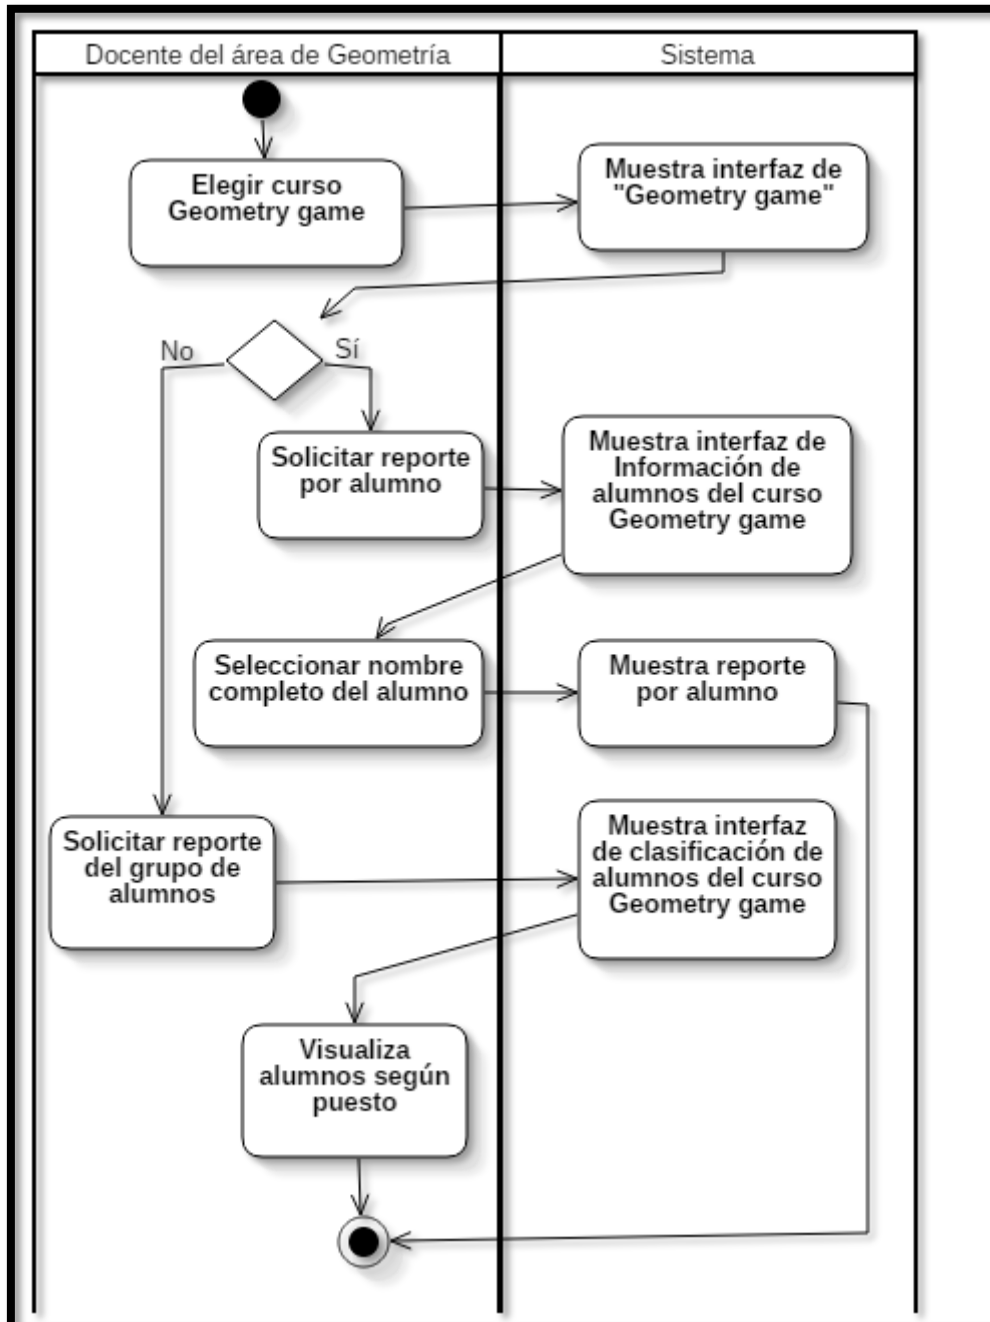 Docente del área de Geometría
Sistema
Elegir curso
Geometry game
Muestra interfaz de
"Geometry game"
No
Sí
Solicitar reporte
por alumno
Muestra interfaz de
Información de
alumnos del curso
Geometry game
Seleccionar nombre
completo del alumno
Muestra reporte
por alumno
Solicitar reporte
del grupo de
alumnos
Muestra interfaz
de clasificación de
alumnos del curso
Geometry game
Visualiza
alumnos según
puesto